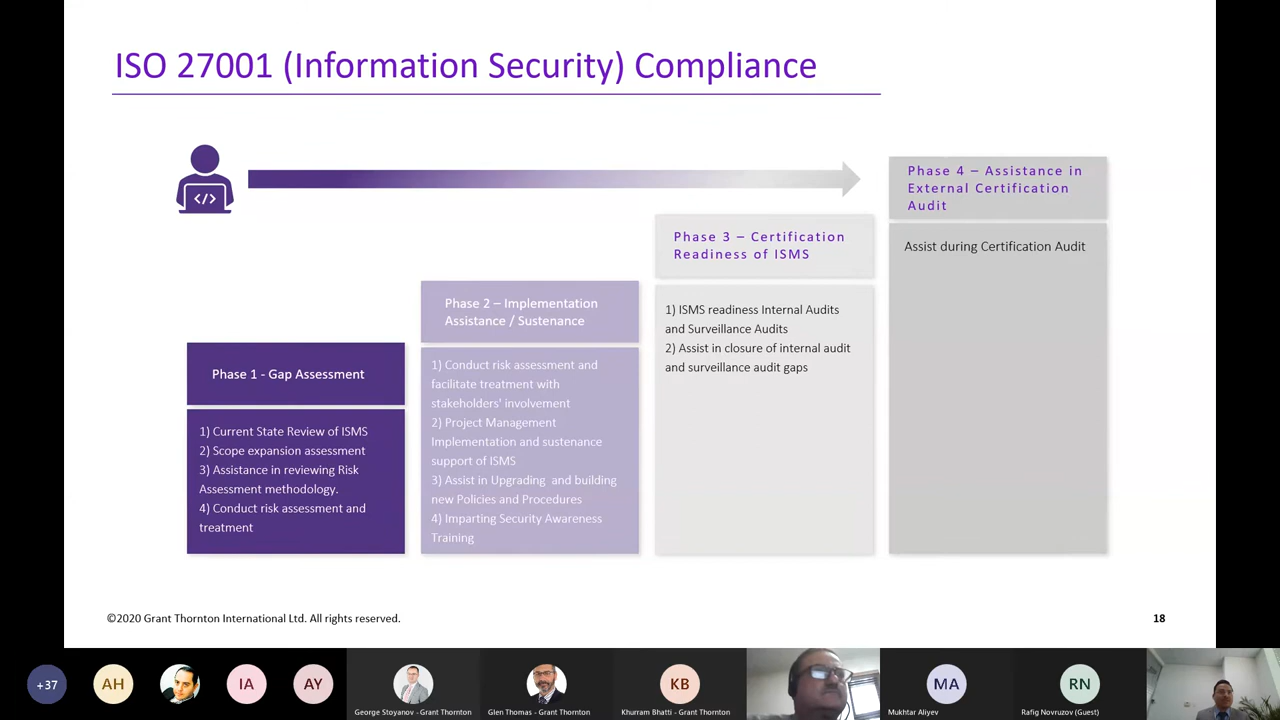 ISO 27001 (Information Security) Compliance
</>
Phase 1 - Gap Assessment
1) Current State Review of ISMS
2) Scope expansion assessment
3) Assistance in reviewing Risk
Assessment methodology.
4) Conduct risk assessment and
treatment
Phase 2 – Implementation
Assistance / Sustenance
1) Conduct risk assessment and
facilitate treatment with
stakeholders' involvement
2) Project Management
Implementation and sustenance
support of ISMS
3) Assist in Upgrading and building
new Policies and Procedures
4) Imparting Security Awareness
Training
Phase 3 – Certification
Readiness of ISMS
1) ISMS readiness Internal Audits
and Surveillance Audits
2) Assist in closure of internal audit
and surveillance audit gaps
Phase 4 – Assistance in
External Certification
Audit
Assist during Certification Audit
©2020 Grant Thornton International Ltd. All rights reserved.
18
+37
AH
IA
AY
George Stoyanov - Grant Thornton
Glen Thomas - Grant Thornton
KB
Khurram Bhatti - Grant Thornton
MA
Mukhtar Aliyev
RN
Rafig Novruzov (Guest)